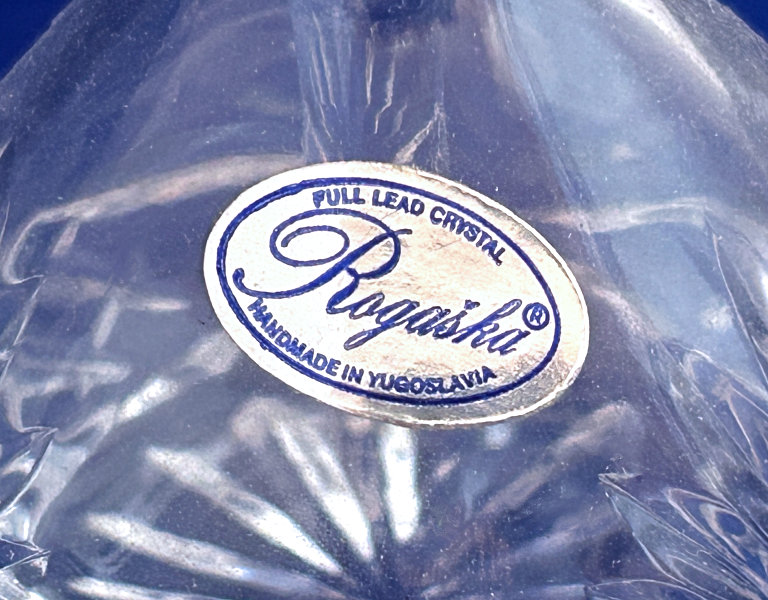 FULL LEAD CRYSTAL
Rogaška®
HANDMADE IN YUGOSLAVIA